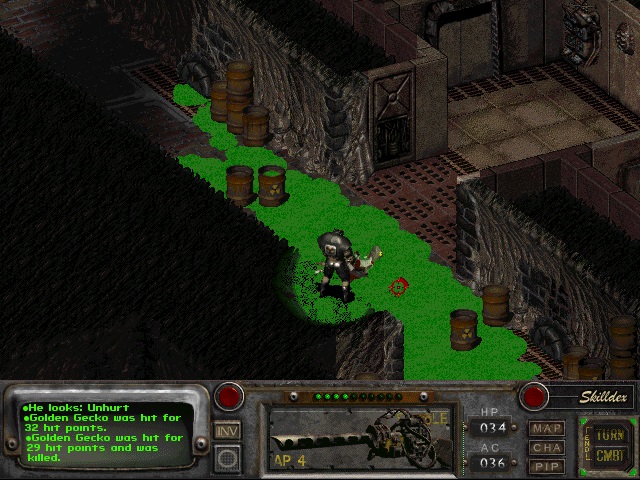 ●He looks: Unhurt
●Golden Gecko was hit for
32 hit points.
●Golden Gecko was hit for
29 hit points and was
killed.
INV
AP 4
HP
034
AC
036
MAP
CHA
PIP
Skilldex
TURN
CMBT